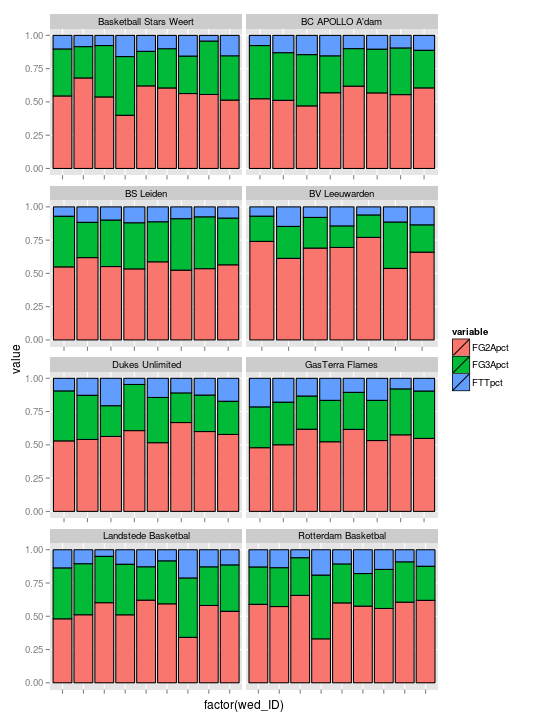 Basketball Stars Weert
BC APOLLO A'dam
1.00
0.75
0.50
0.25
0.00
BS Leiden
BV Leeuwarden
1.00
0.75
0.50
0.25
0.00
value
variable
FG2Apct
FG3Apct
FTTpct
Dukes Unlimited
GasTerra Flames
1.00
0.75
0.50
0.25
0.00
Landstede Basketbal
Rotterdam Basketbal
1.00
0.75
0.50
0.25
0.00
factor(wed_ID)